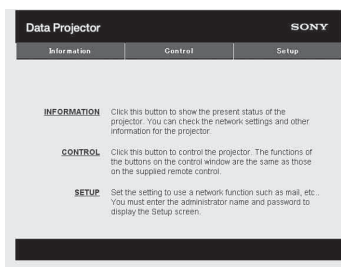 Data Projector
SONY
Information Control Setup
INFORMATION Click this button to show the present status of the
projector. You can check the network settings and other
information for the projector.
CONTROL Click this button to control the projector. The functions of
the buttons on the control window are the same as those
on the supplied remote control.
SETUP Set the setting to use a network function such as mail, etc..
You must enter the administrator name and password to
display the Setup screen.